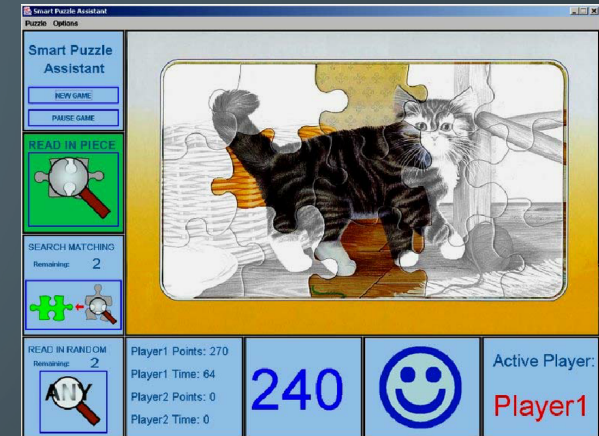 Smart Puzzle Assistant
Puzzle Options
Smart Puzzle
Assistant
NEW GAME
PAUSE GAME
READ IN PIECE
SEARCH MATCHING
Remaining: 2
READ IN RANDOM
Remaining: 2
ANY
Player1 Points: 270
Player1 Time: 64
Player2 Points: 0
Player2 Time: 0
240
Active Player:
Player1